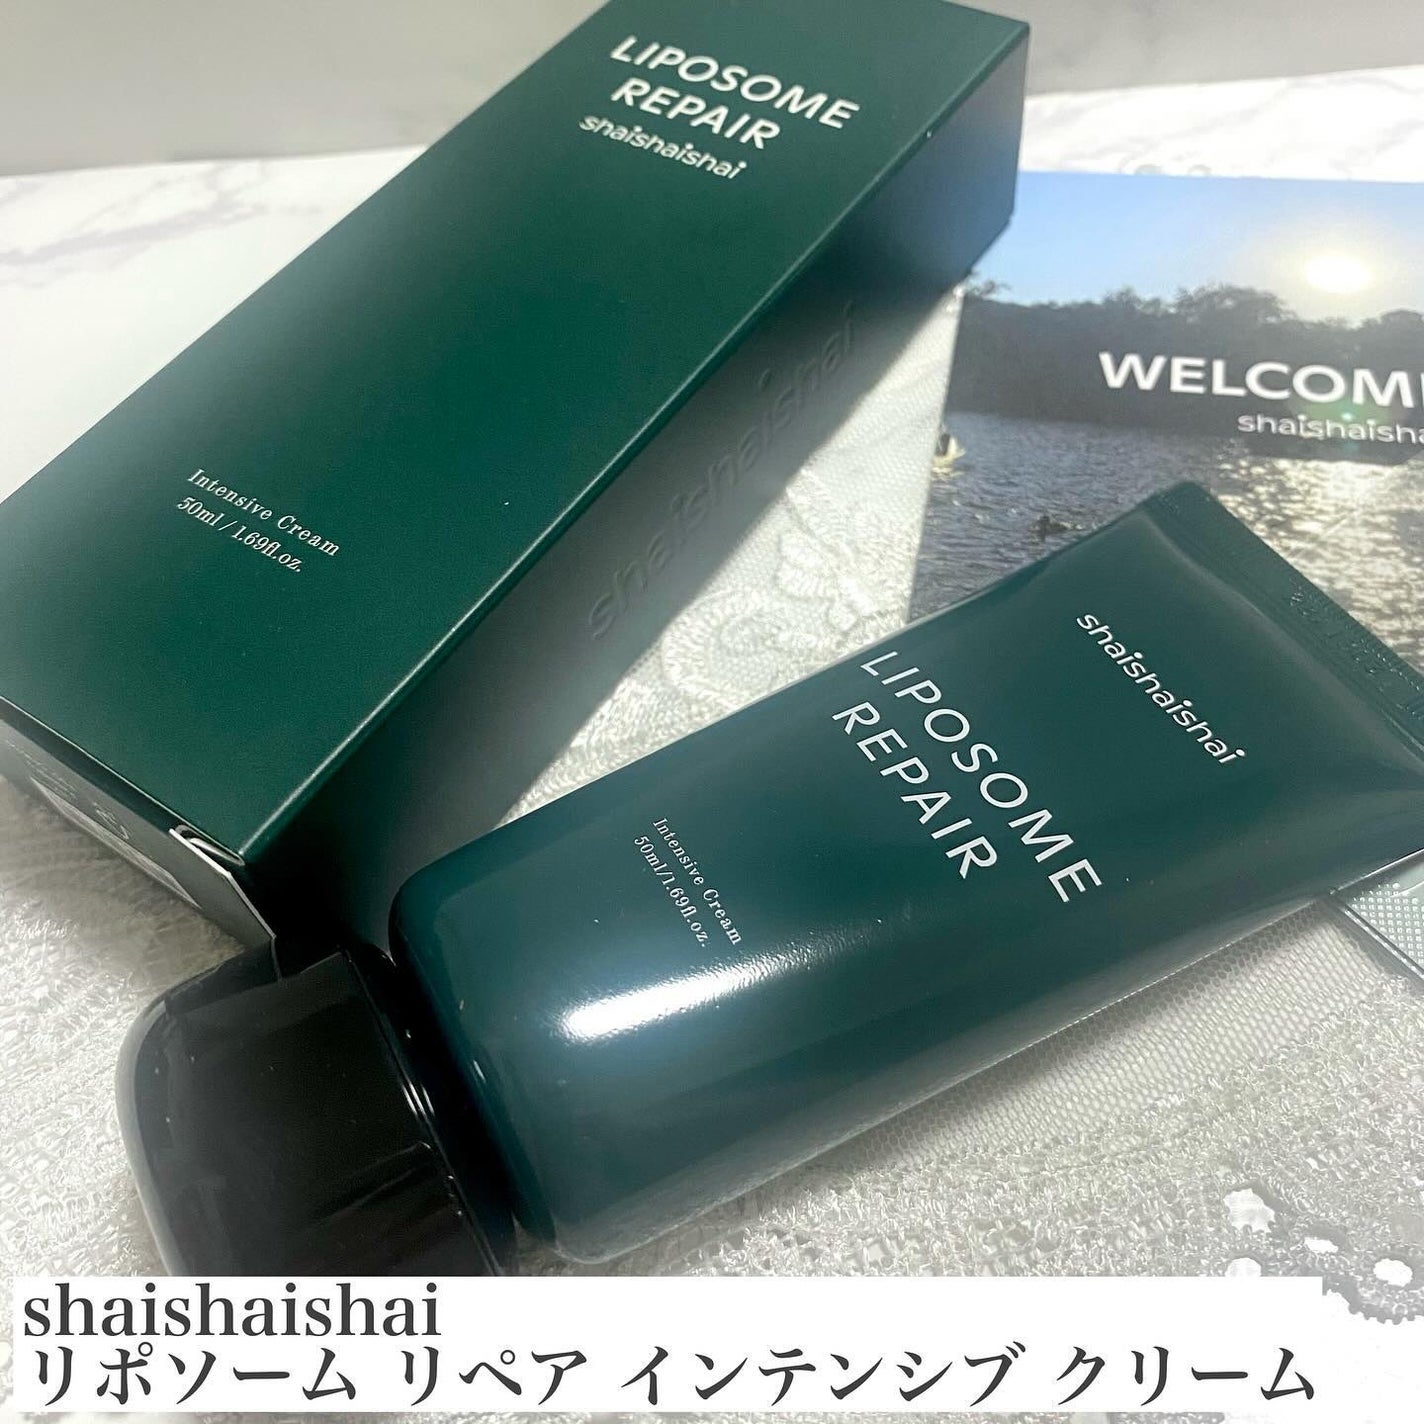 LIPOSOME
REPAIR
shaishaishai
Intensive Cream
50ml / 1.69fl.oz.
shaishaishai
WELCOM
shaishaisha
shaishaishai
LIPOSOME
REPAIR
Intensive Cream
50ml/1.69fl.oz.
shaishaishai
リポソーム リペア インテンシブ クリーム